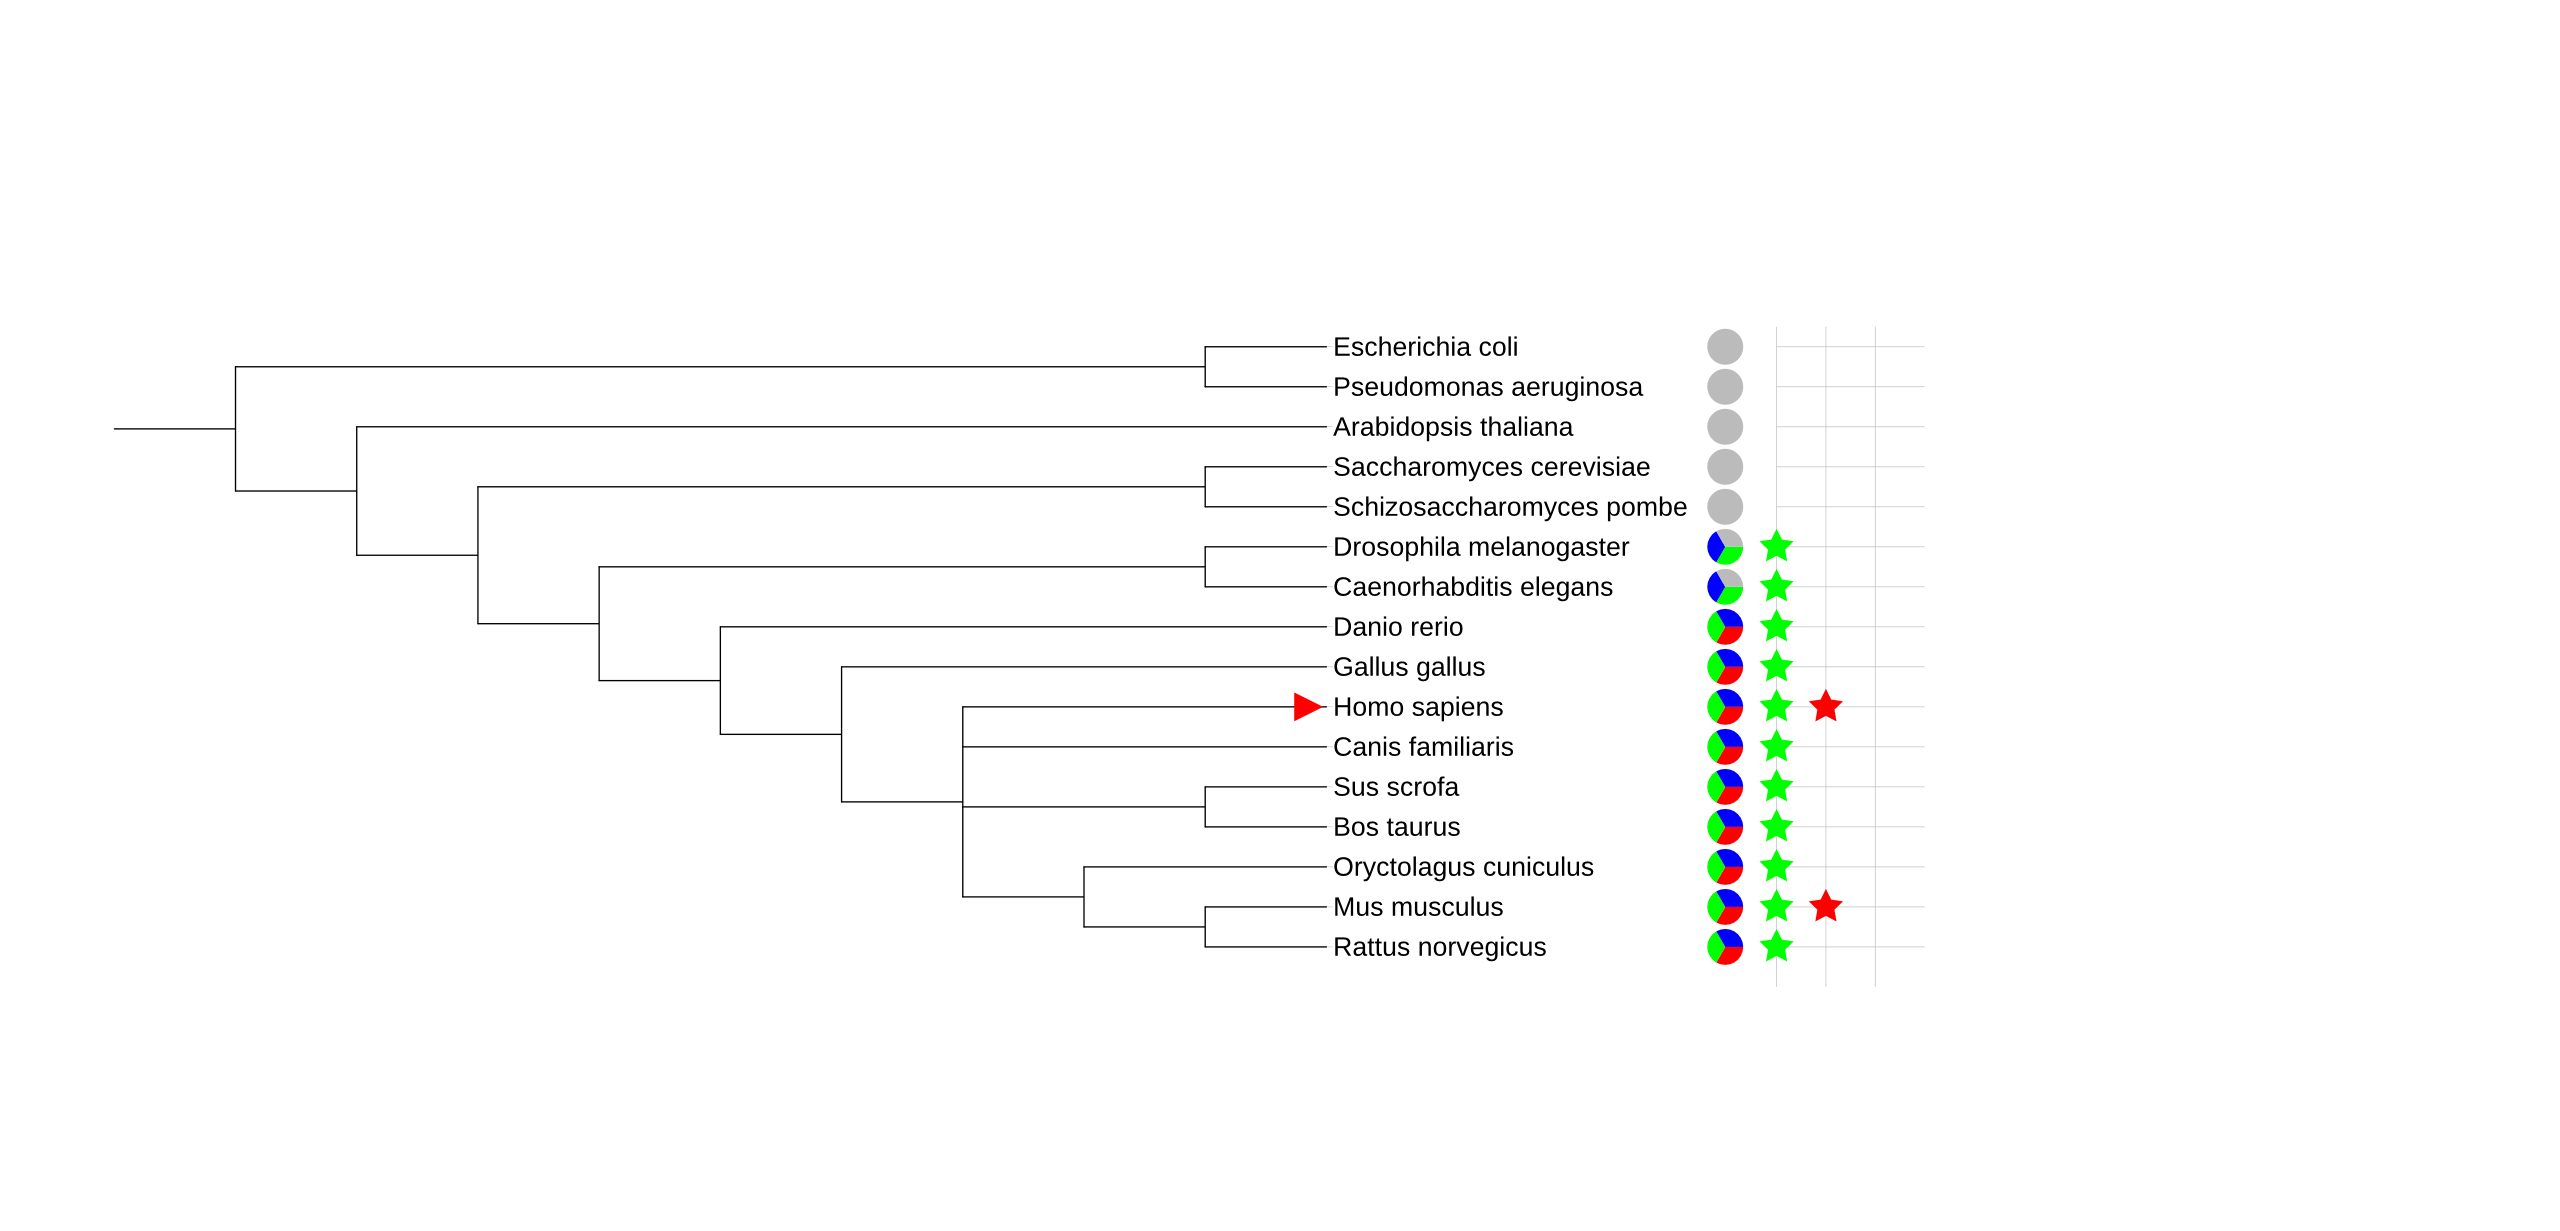 Escherichia coli
Pseudomonas aeruginosa
Arabidopsis thaliana
Saccharomyces cerevisiae
Schizosaccharomyces pombe
Drosophila melanogaster
Caenorhabditis elegans
Danio rerio
Gallus gallus
Homo sapiens
Canis familiaris
Sus scrofa
Bos taurus
Oryctolagus cuniculus
Mus musculus
Rattus norvegicus